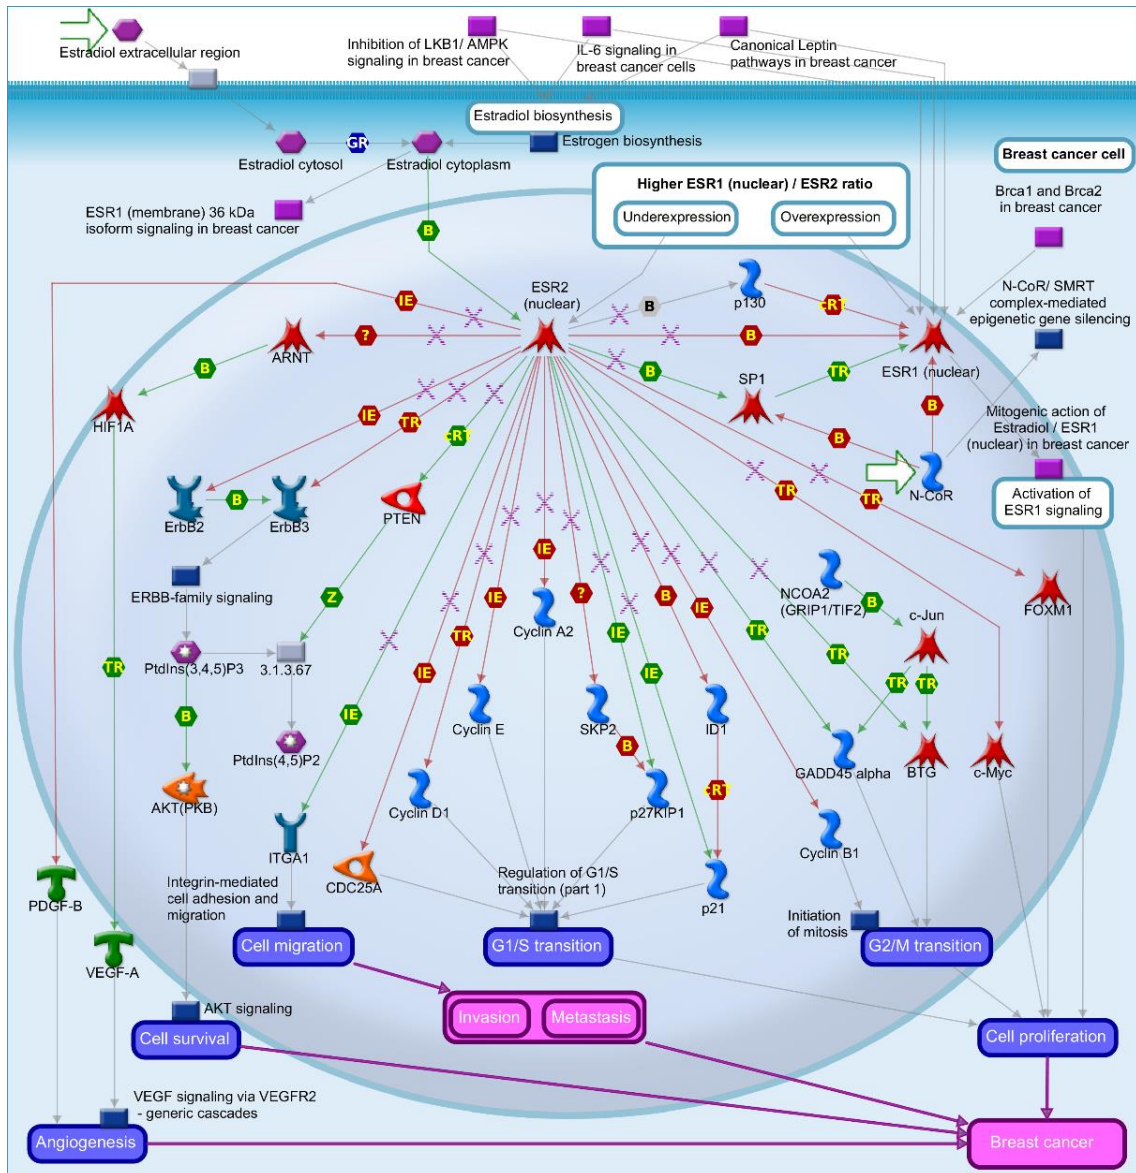 Estradiol extracellular region
Inhibition of LKB1/ AMPK
signaling in breast cancer
IL-6 signaling in
breast cancer cells
Canonical Leptin
pathways in breast cancer
Estradiol biosynthesis
Estrogen biosynthesis
GR
Estradiol cytosol
Estradiol cytoplasm
Breast cancer cell
Higher ESR1 (nuclear) / ESR2 ratio
Underexpression
Overexpression
Brca1 and Brca2
in breast cancer
ESR1 (membrane) 36 kDa
isoform signaling in breast cancer
B
ESR2
(nuclear)
p130
N-CoR/ SMRT
complex-mediated
epigenetic gene silencing
IE
B
cRT
?
B
ARNT
ESR1 (nuclear)
B
B
SP1
TR
HIF1A
IE
TR
cRT
B
B
Mitogenic action of
Estradiol / ESR1
(nuclear) in breast cancer
TR
TR
N-CoR
Activation of
ESR1 signaling
B
ErbB2
ErbB3
PTEN
IE
IE
?
B
IE
ERBB-family signaling
Z
NCOA2
(GRIP1/TIF2)
B
c-Jun
FOXM1
Cyclin A2
TR
IE
TR
TR
PtdIns(3,4,5)P3
3.1.3.67
TR
IE
IE
TR
TR
B
IE
Cyclin E
SKP2
ID1
B
PtdIns(4,5)P2
GADD45 alpha
BTG
c-Myc
AKT(PKB)
Cyclin D1
p27KIP1
cRT
ITGA1
Cyclin B1
CDC25A
Regulation of G1/S
transition (part 1)
p21
PDGF-B
Integrin-mediated
cell adhesion and
migration
Initiation
of mitosis
Cell migration
G1/S transition
G2/M transition
VEGF-A
AKT signaling
Invasion
Metastasis
Cell survival
Cell proliferation
VEGF signaling via VEGFR2
- generic cascades
Angiogenesis
Breast cancer